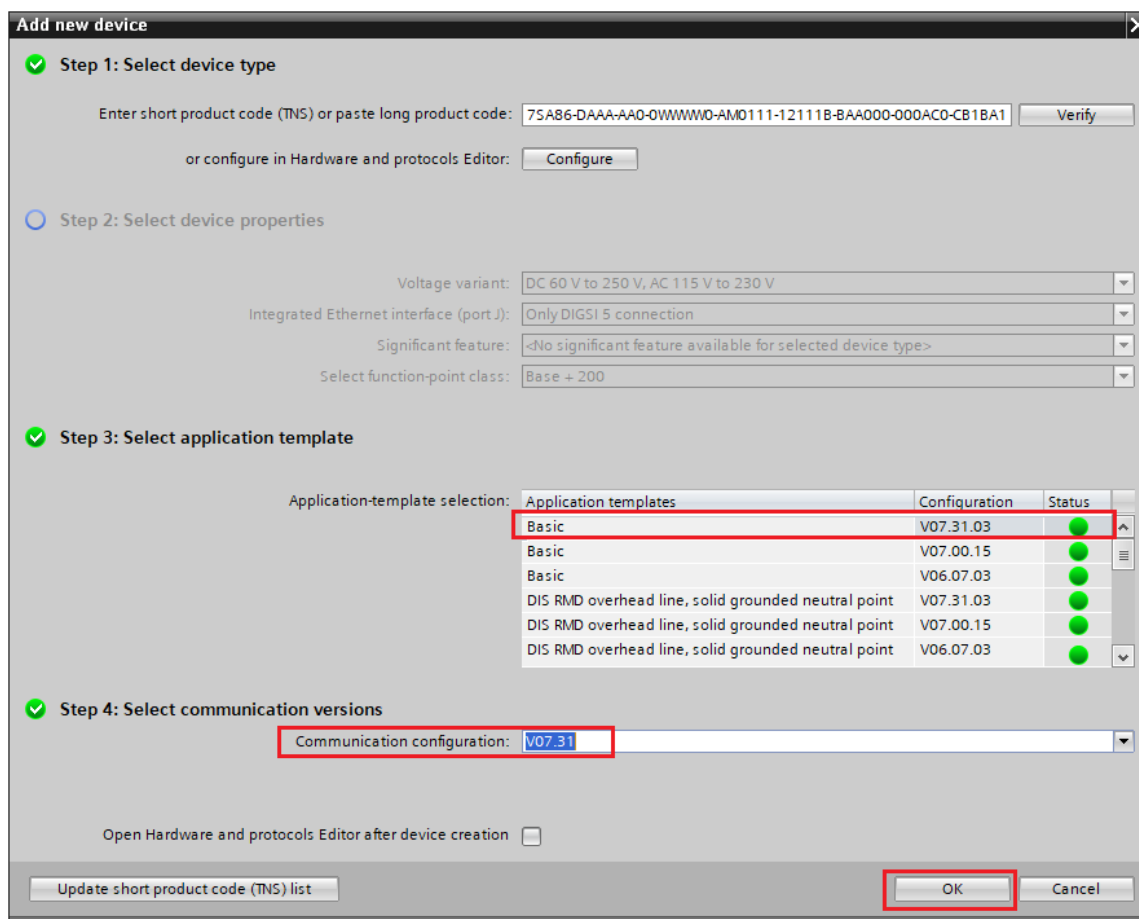 Add new device
Step 1: Select device type
Enter short product code (TNS) or paste long product code: 7SA86-DAAA-AA0-0WWWW0-AM0111-12111B-BAA000-000AC0-CB1BA1 Verify
or configure in Hardware and protocols Editor: Configure
Step 2: Select device properties
Voltage variant: DC 60 V to 250 V, AC 115 V to 230 V
Integrated Ethernet interface (port J): Only DIGSI 5 connection
Significant feature: <No significant feature available for selected device type>
Select function-point class: Base + 200
Step 3: Select application template
Application-template selection: Application templates Configuration Status
Basic V07.31.03
Basic V07.00.15
Basic V06.07.03
DIS RMD overhead line, solid grounded neutral point V07.31.03
DIS RMD overhead line, solid grounded neutral point V07.00.15
DIS RMD overhead line, solid grounded neutral point V06.07.03
Step 4: Select communication versions
Communication configuration: V07.31
Open Hardware and protocols Editor after device creation
Update short product code (TNS) list OK Cancel